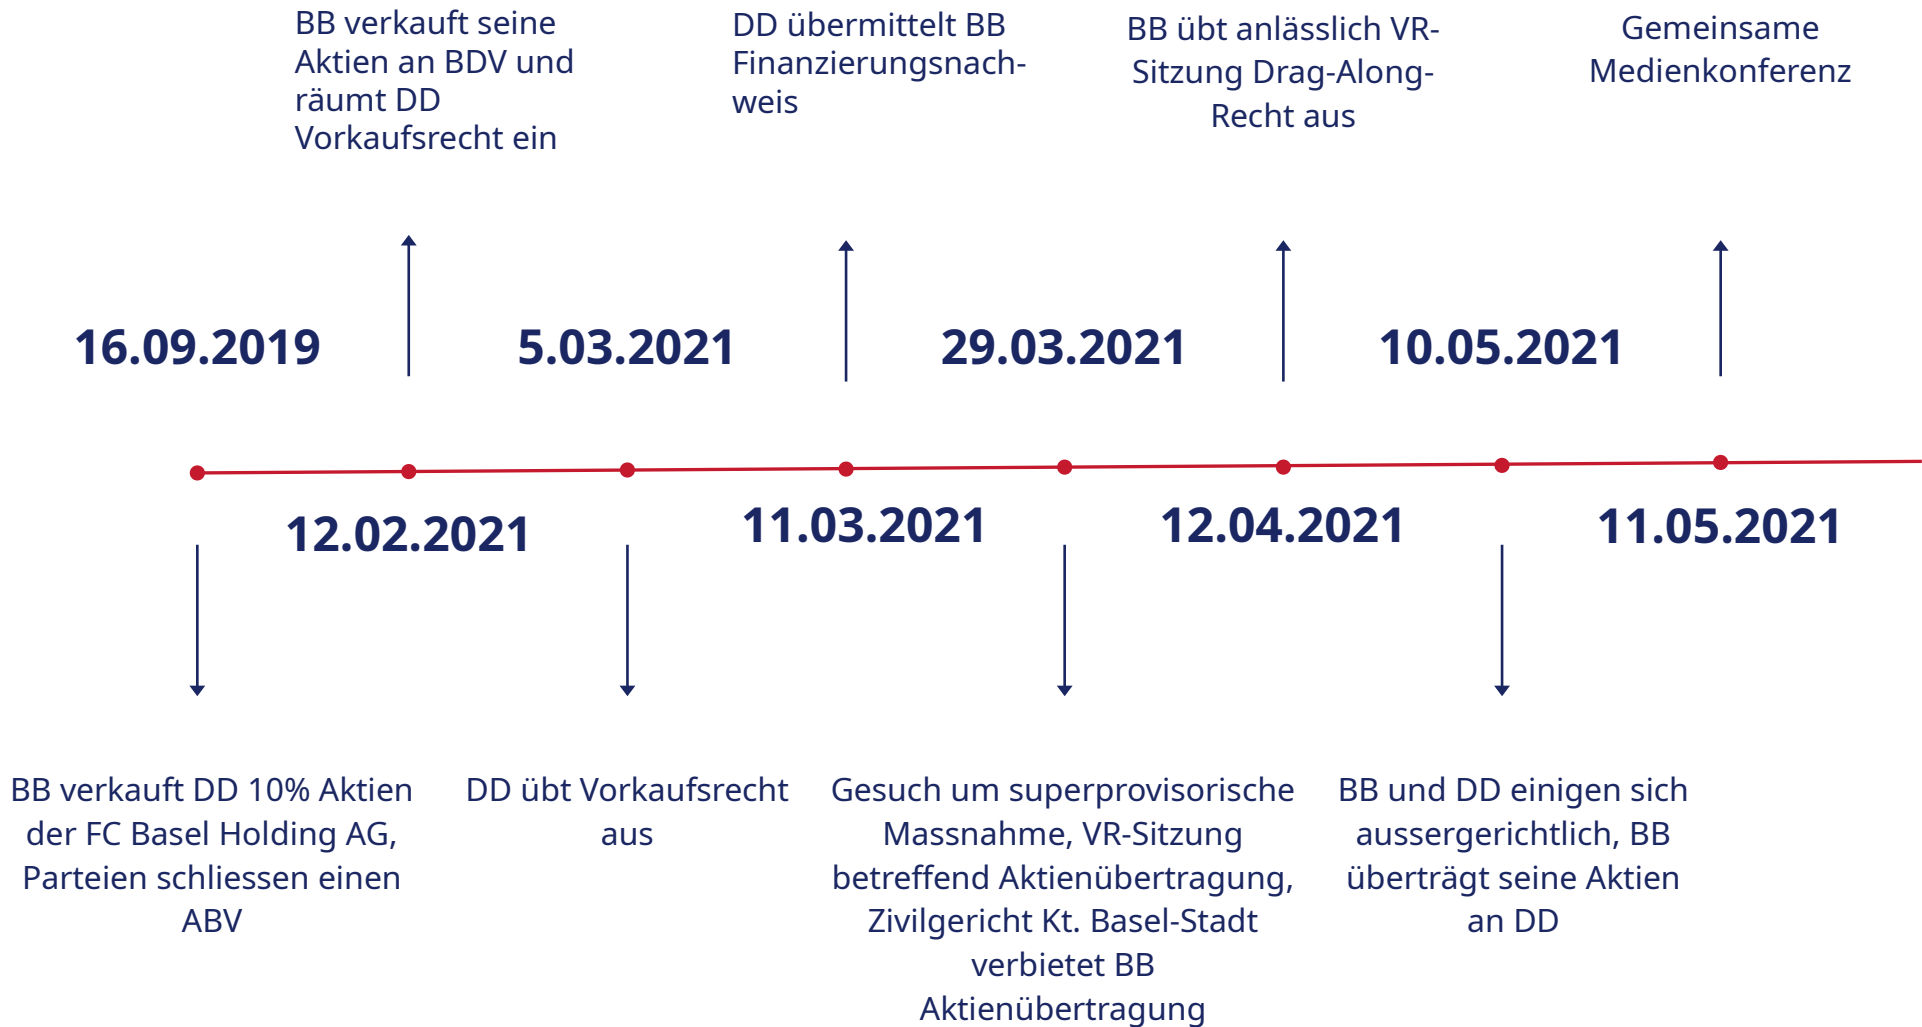 BB verkauft seine
Aktien an BDV und
räumt DD
Vorkaufsrecht ein
DD übermittelt BB
Finanzierungsnach-
weis
BB übt anlässlich VR-
Sitzung Drag-Along-
Recht aus
Gemeinsame
Medienkonferenz
16.09.2019
5.03.2021
29.03.2021
10.05.2021
12.02.2021
11.03.2021
12.04.2021
11.05.2021
BB verkauft DD 10% Aktien
der FC Basel Holding AG,
Parteien schliessen einen
ABV
DD übt Vorkaufsrecht
aus
Gesuch um superprovisorische
Massnahme, VR-Sitzung
betreffend Aktienübertragung,
Zivilgericht Kt. Basel-Stadt
verbietet BB
Aktienübertragung
BB und DD einigen sich
aussergerichtlich, BB
überträgt seine Aktien
an DD